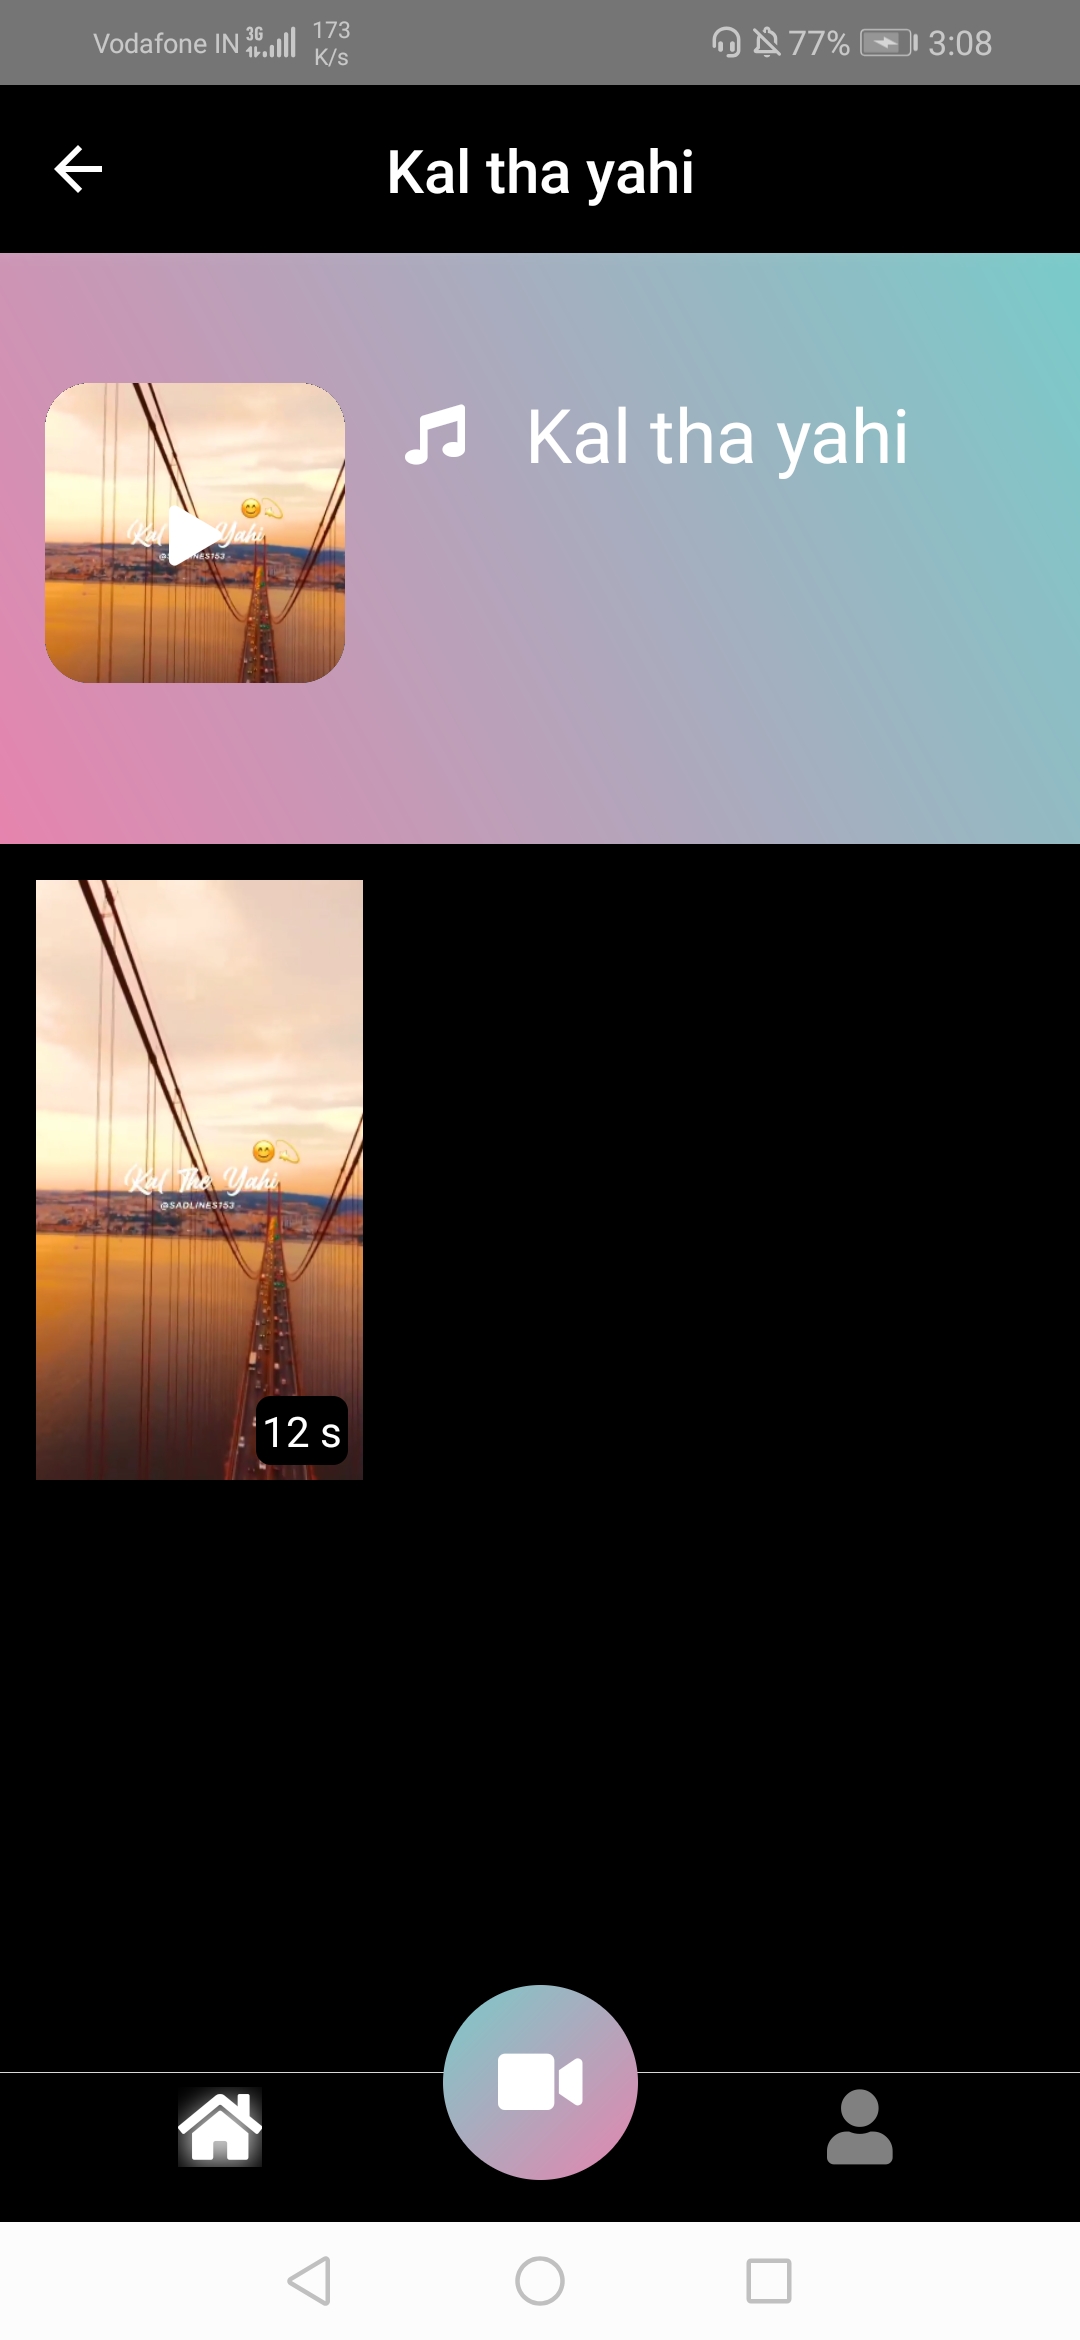 Vodafone IN 3G 173 K/s 77% 3:08
Kal tha yahi
Kal tha yahi
Kal Yahi
Kal The Yahi
@SADLINES153
12 s